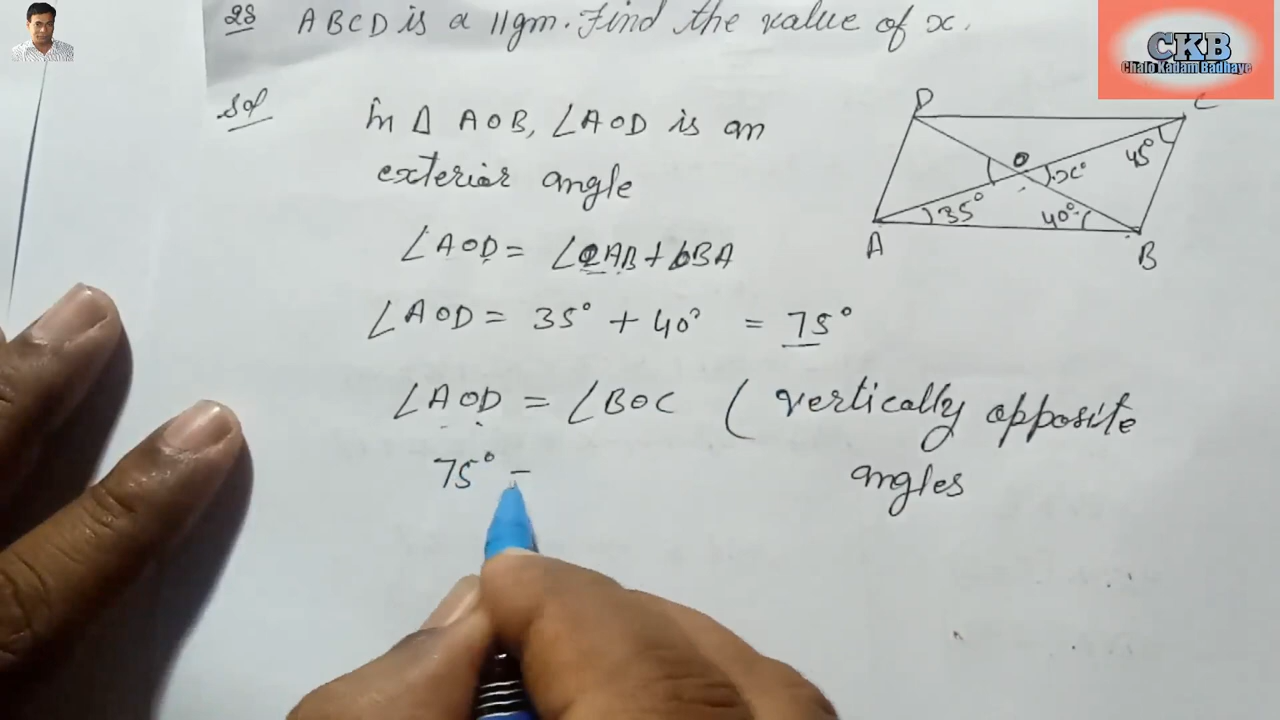 28 ABCD is a 11gm. Find the value of x.
CKB
Chalo Kadam Badhaye
Sol
In Δ AOB, ∠AOD is an
exterior angle
∠AOD = ∠OAB + OBA
∠AOD = 35° + 40° = 75°
∠AOD = ∠BOC ( vertically opposite
angles
75° =
D
C
O
x°
45°
35°
40°
A
B